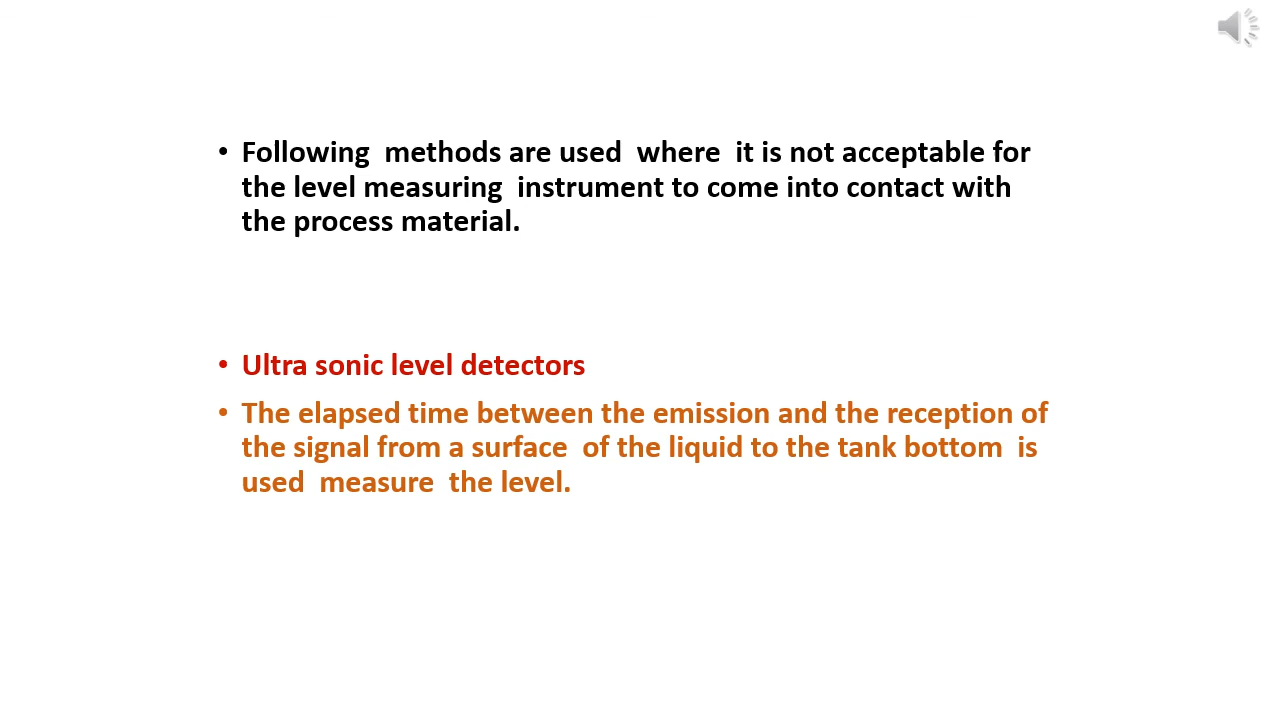 • Following  methods are used  where  it is not acceptable for
the level measuring  instrument to come into contact with
the process material.
• Ultra sonic level detectors
• The elapsed time between the emission and the reception of
the signal from a surface  of the liquid to the tank bottom  is
used  measure  the level.